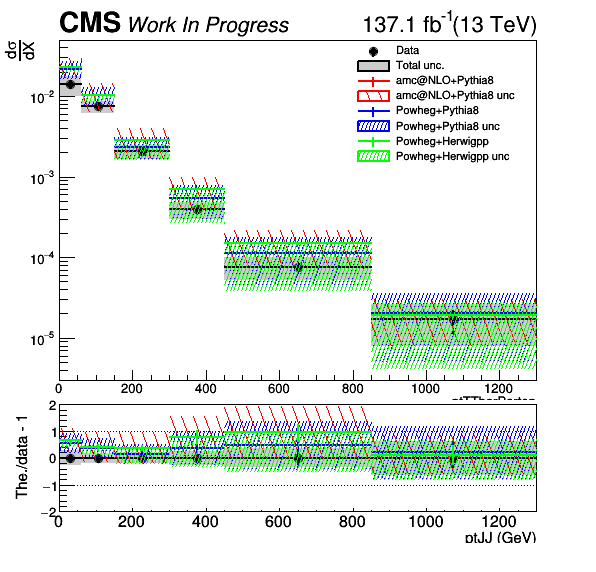 CMS Work In Progress 137.1 fb⁻¹(13 TeV)
dσ
dX
Data
Total unc.
amc@NLO+Pythia8
amc@NLO+Pythia8 unc
Powheg+Pythia8
Powheg+Pythia8 unc
Powheg+Herwigpp
Powheg+Herwigpp unc
10⁻²
10⁻³
10⁻⁴
10⁻⁵
0 200 400 600 800 1000 1200
The./data - 1
2
1
0
−1
−2
0 200 400 600 800 1000 1200
ptJJ (GeV)